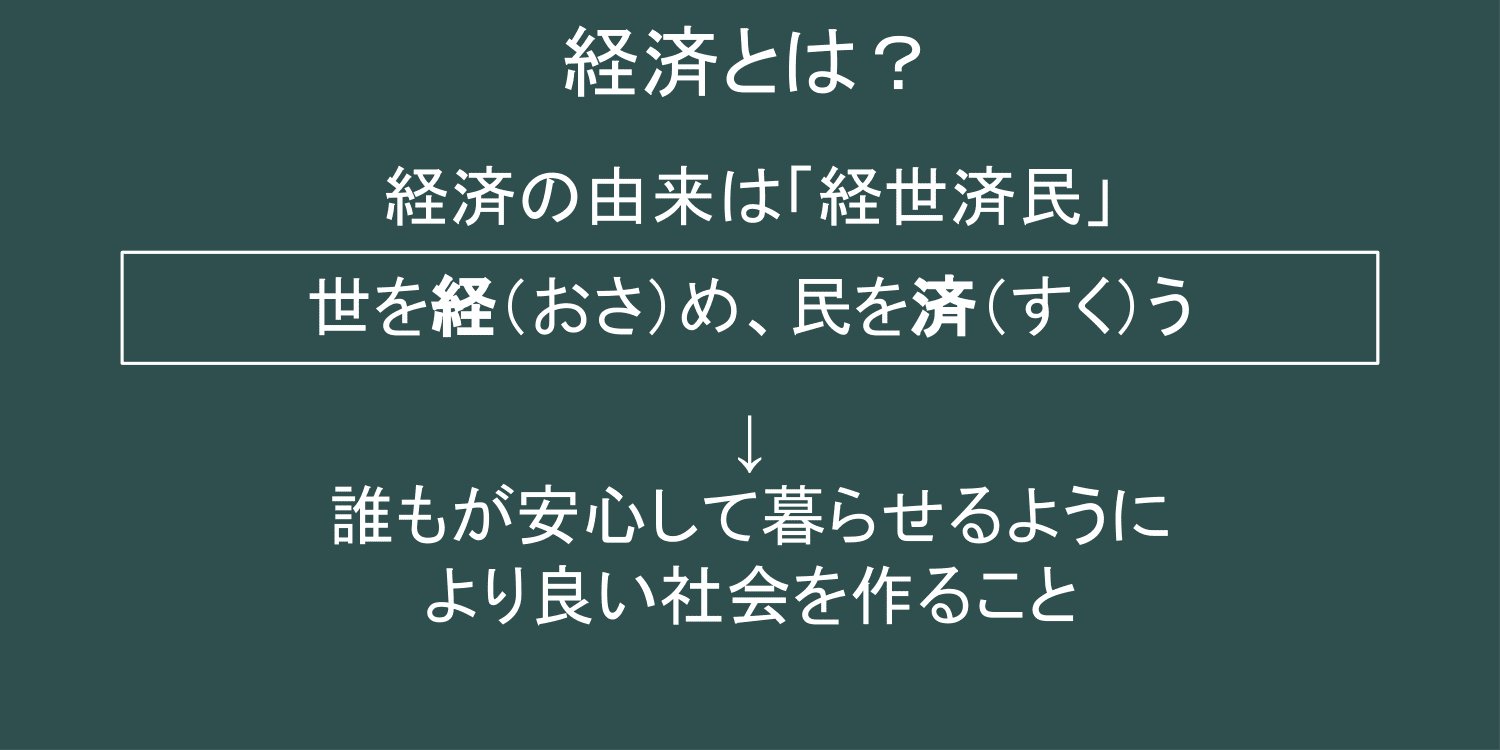 経済とは？
経済の由来は「経世済民」
世を経（おさ）め、民を済（すく）う
↓
誰もが安心して暮らせるように
より良い社会を作ること